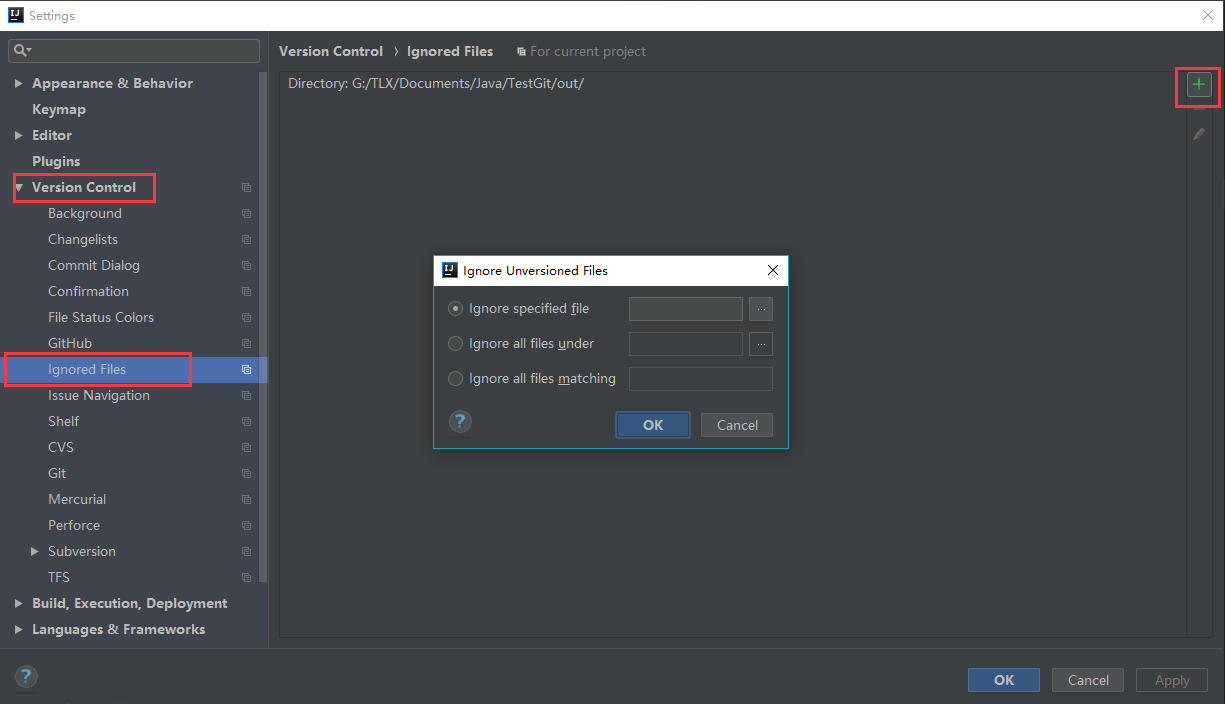 Settings
Version Control › Ignored Files For current project
Appearance & Behavior
Keymap
Editor
Plugins
Version Control
Background
Changelists
Commit Dialog
Confirmation
File Status Colors
GitHub
Ignored Files
Issue Navigation
Shelf
CVS
Git
Mercurial
Perforce
Subversion
TFS
Build, Execution, Deployment
Languages & Frameworks
Directory: G:/TLX/Documents/Java/TestGit/out/
IJ Ignore Unversioned Files
Ignore specified file ...
Ignore all files under ...
Ignore all files matching
? OK Cancel
? OK Cancel Apply